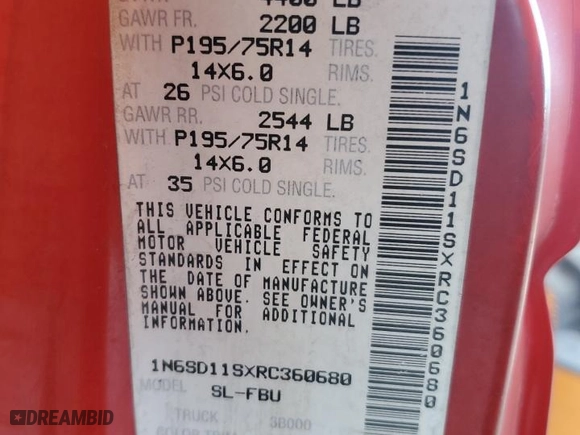 4400 LB
GAWR FR. 2200 LB
WITH P195/75R14 TIRES.
14X6.0 RIMS.
AT 26 PSI COLD SINGLE.
GAWR RR. 2544 LB
WITH P195/75R14 TIRES.
14X6.0 RIMS.
AT 35 PSI COLD SINGLE.
THIS VEHICLE CONFORMS TO
ALL APPLICABLE FEDERAL
MOTOR VEHICLE SAFETY
STANDARDS IN EFFECT ON
THE DATE OF MANUFACTURE
SHOWN ABOVE. SEE OWNER'S
MANUAL FOR ADDITIONAL
INFORMATION.
1N6SD11SXRC360680
MODEL SL-FBU
TRUCK 3B000
1N6SD11SXRC360680
DREAMBID